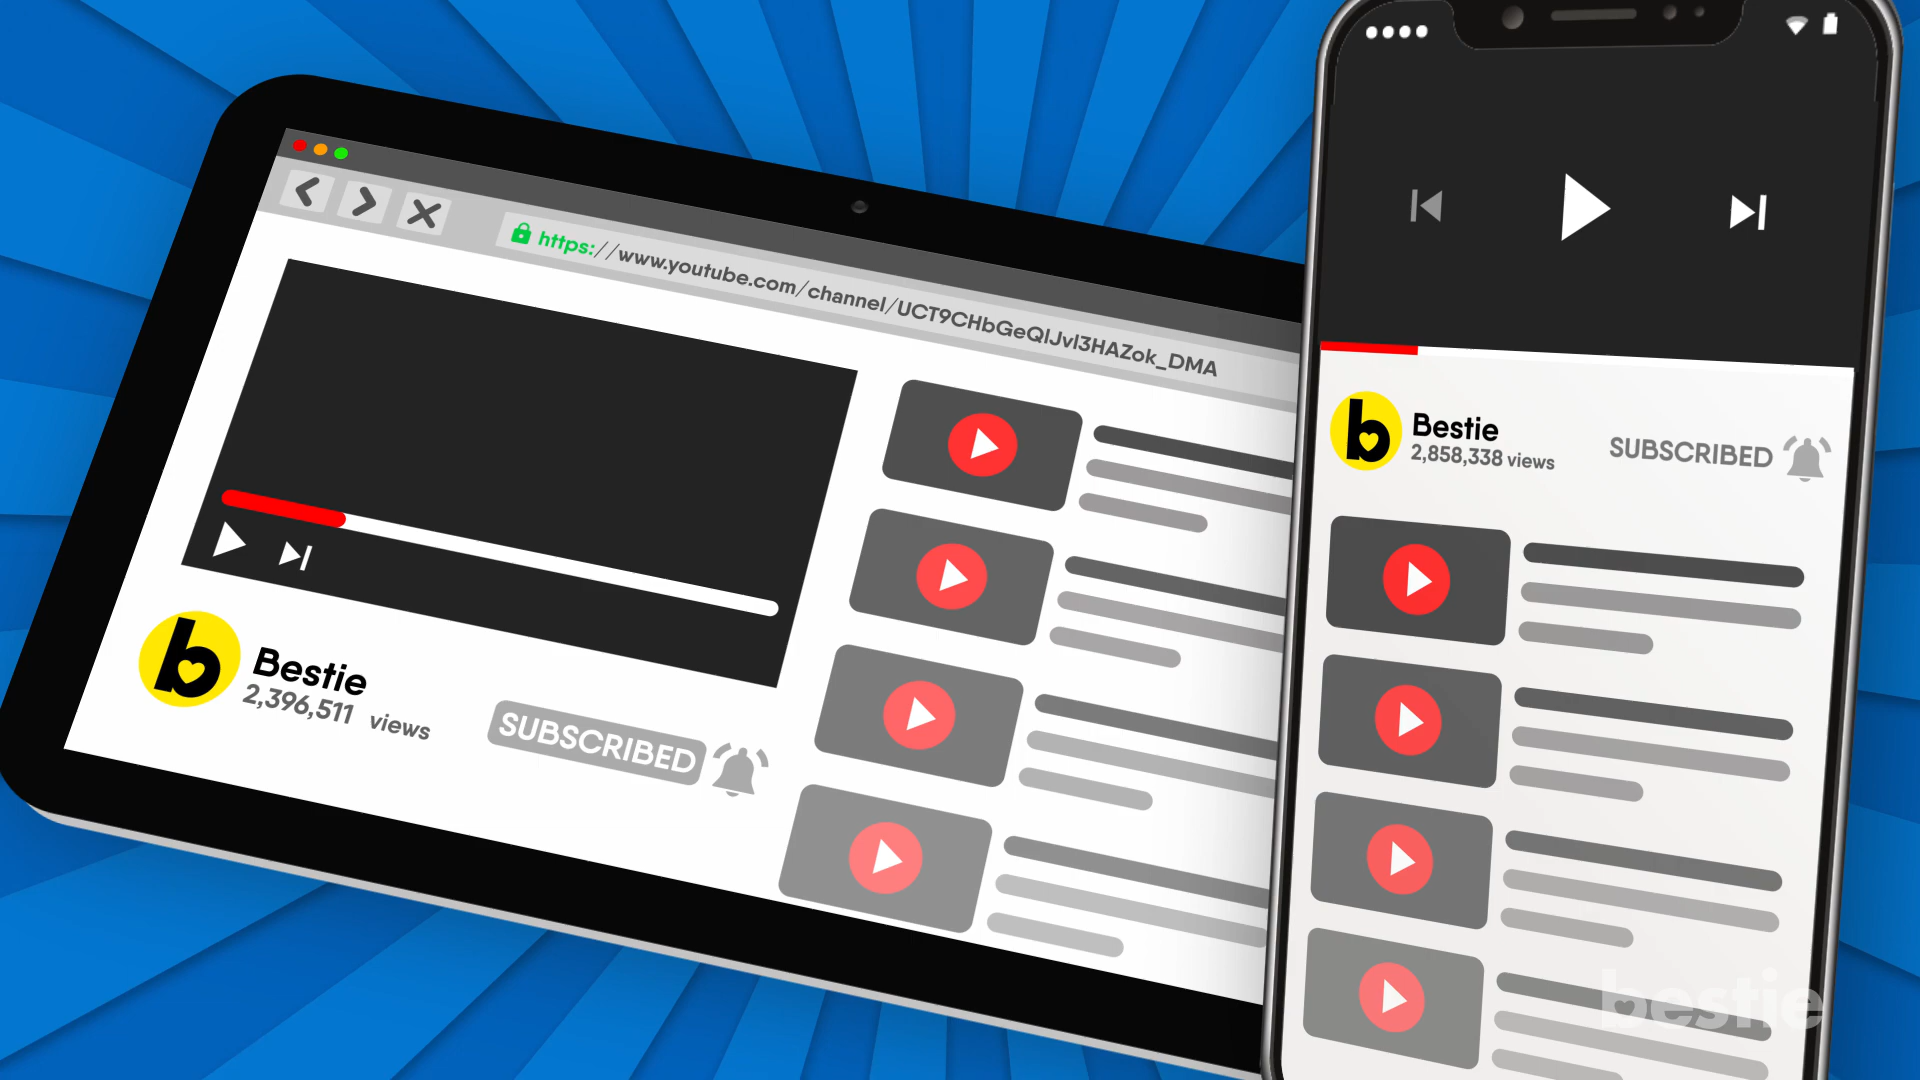 https://www.youtube.com/channel/UCT9CHbGeQlJvl3HAZok_DMA
b Bestie
2,396,511 views
SUBSCRIBED
b Bestie
2,858,338 views
SUBSCRIBED
bestie